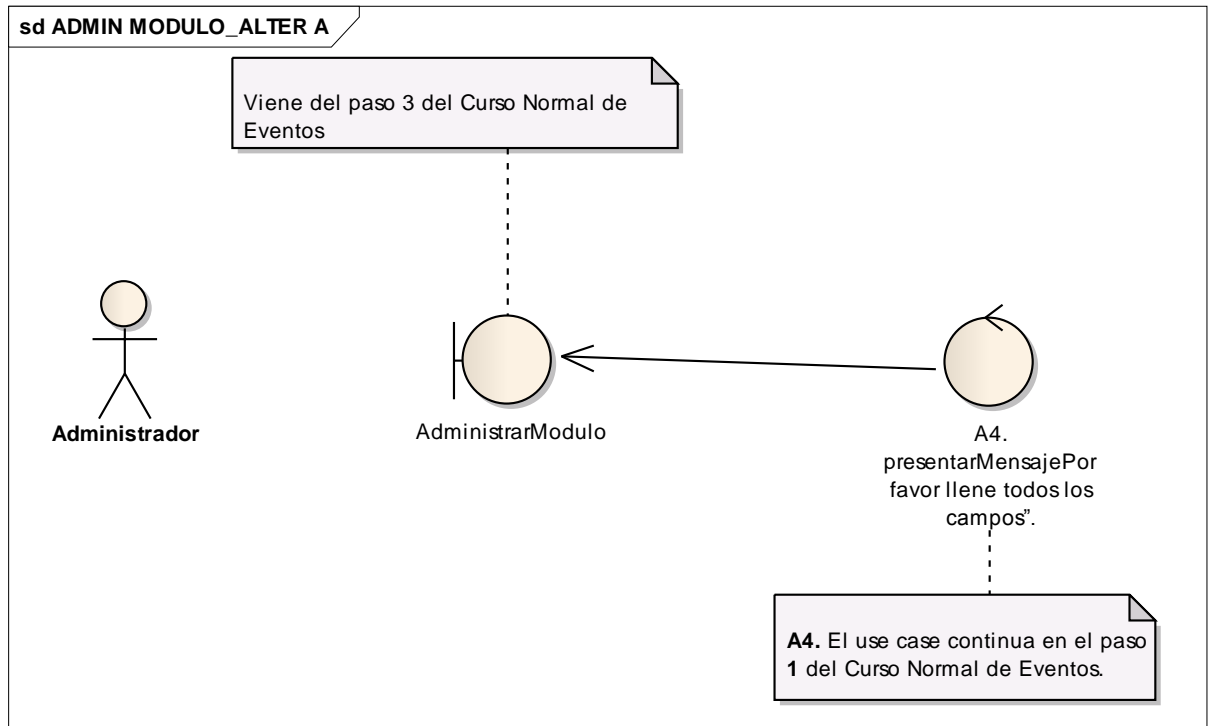 sd ADMIN MODULO_ALTER A
Viene del paso 3 del Curso Normal de
Eventos
Administrador
AdministrarModulo
A4.
presentarMensajePor
favor llene todos los
campos”.
A4. El use case continua en el paso
1 del Curso Normal de Eventos.